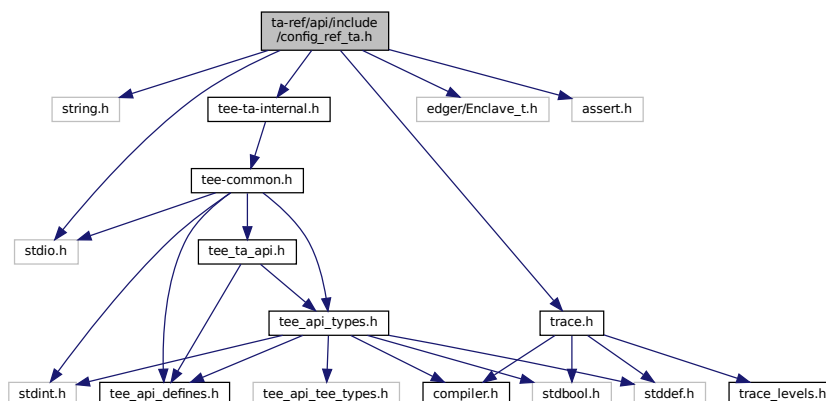 ta-ref/api/include
/config_ref_ta.h
string.h
tee-ta-internal.h
edger/Enclave_t.h
assert.h
tee-common.h
stdio.h
tee_ta_api.h
tee_api_types.h
trace.h
stdint.h
tee_api_defines.h
tee_api_tee_types.h
compiler.h
stdbool.h
stddef.h
trace_levels.h